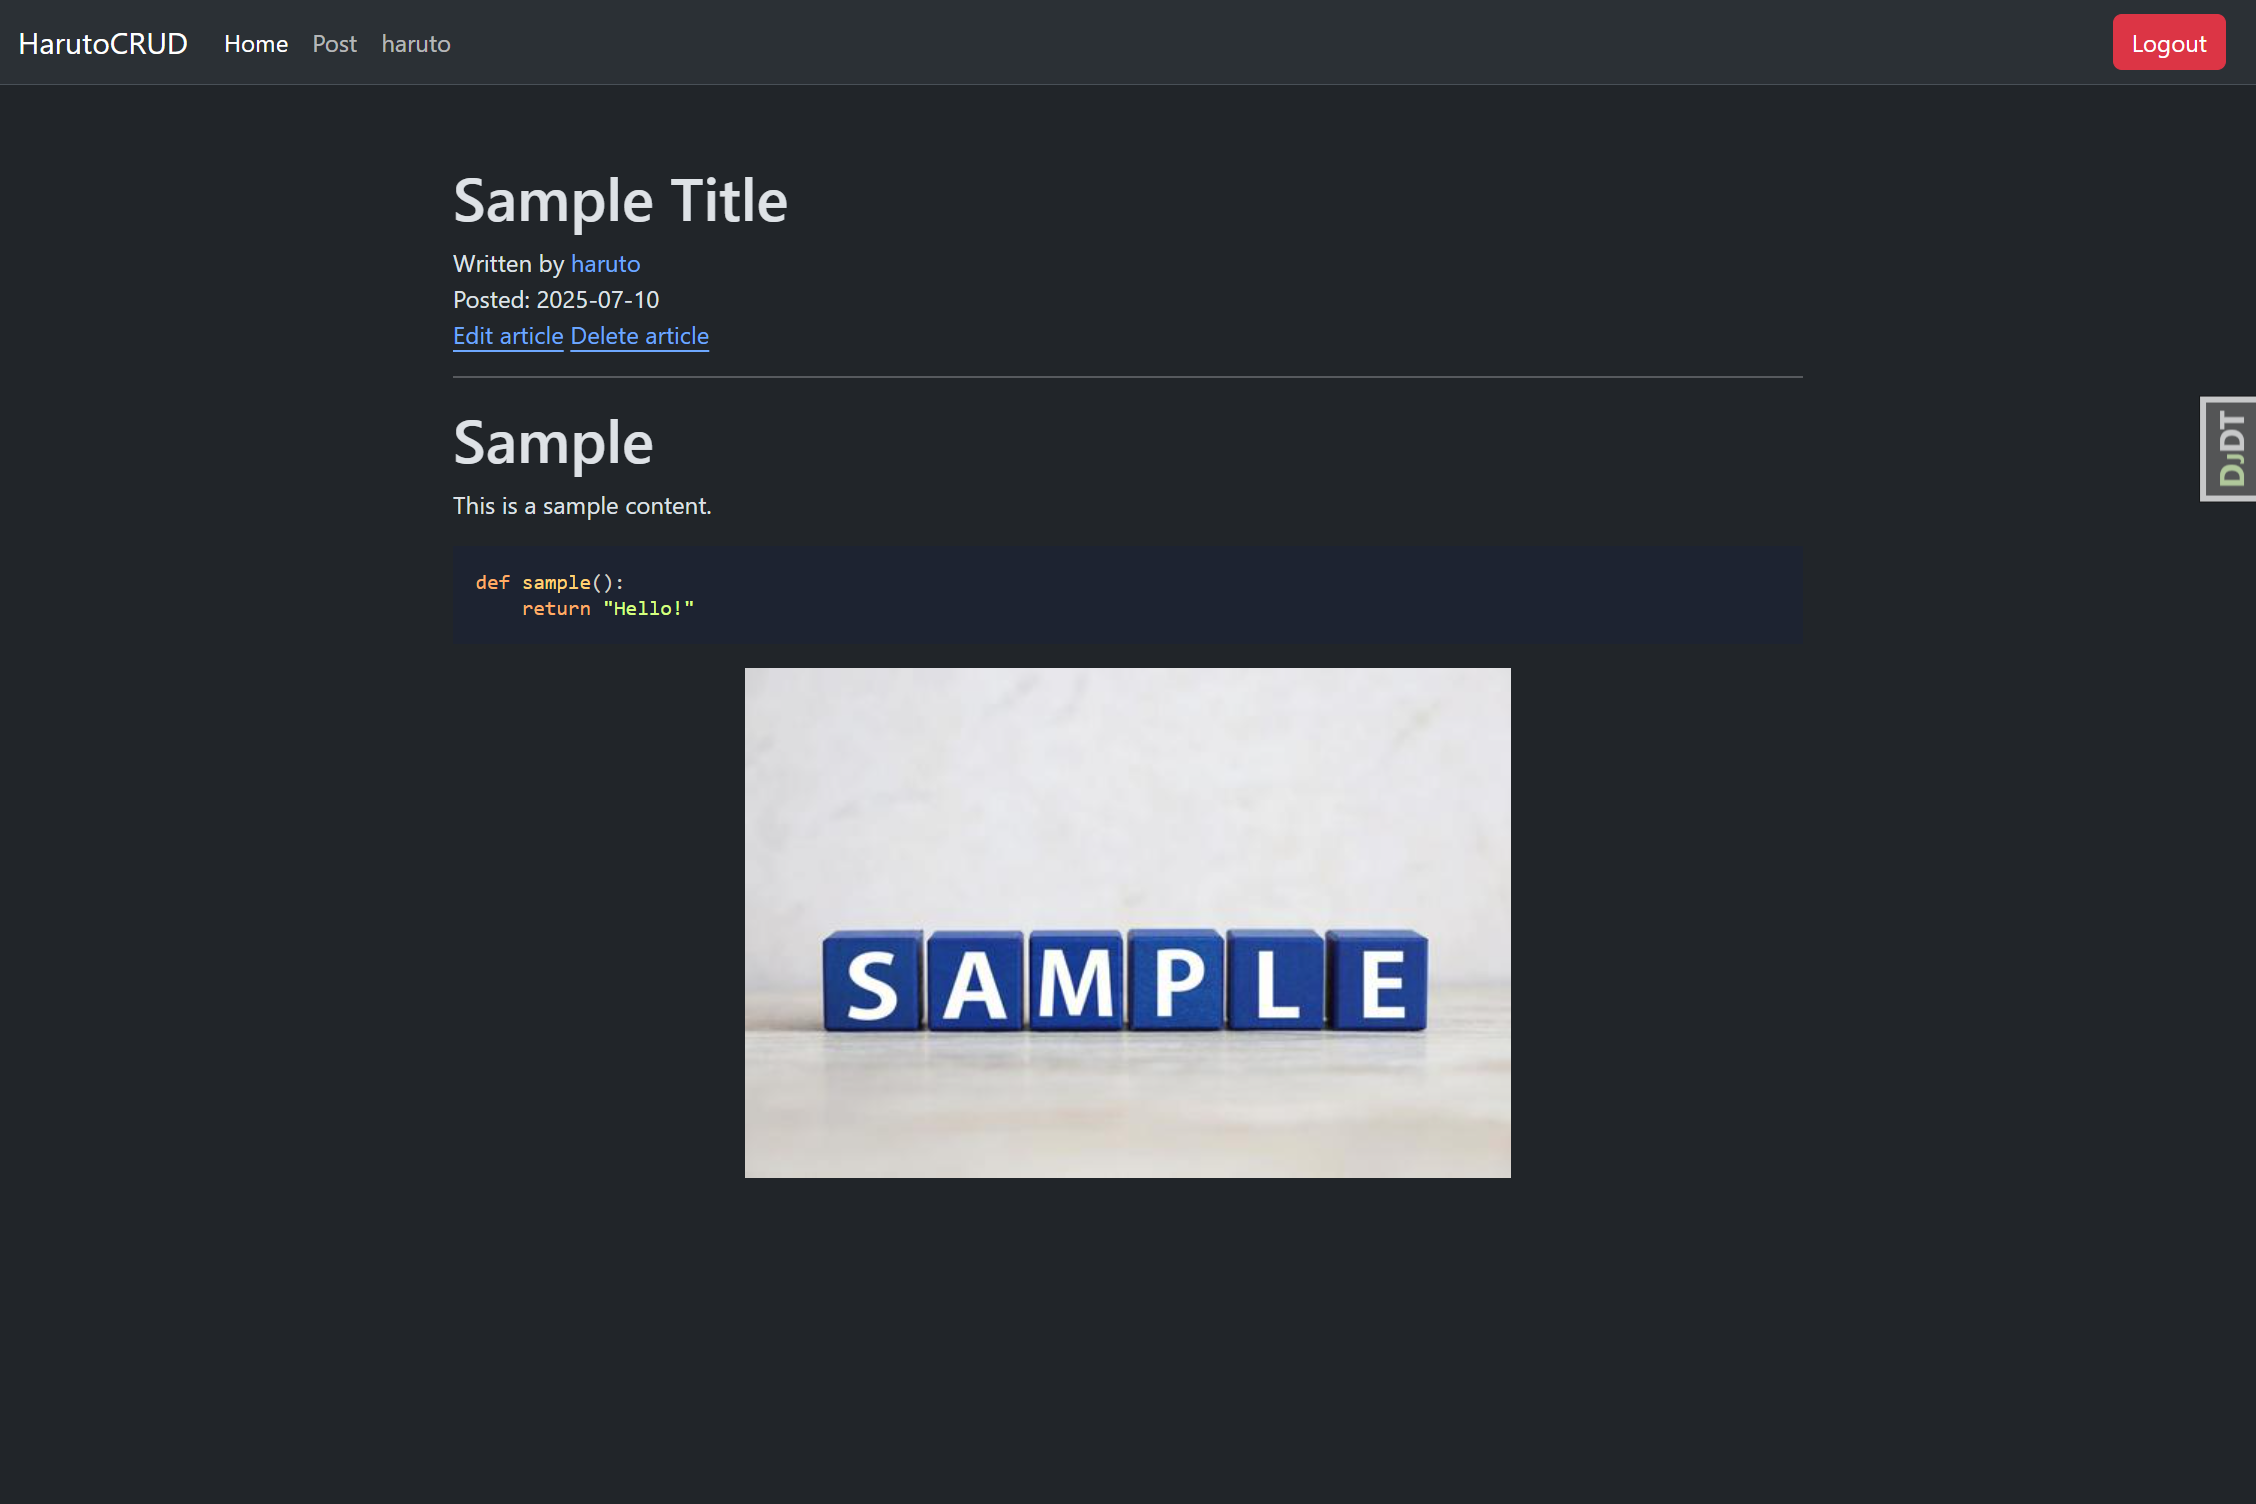 HarutoCRUD Home Post haruto Logout
Sample Title
Written by haruto
Posted: 2025-07-10
Edit article Delete article
DJDT
Sample
This is a sample content.
def sample():
    return "Hello!"
SAMPLE